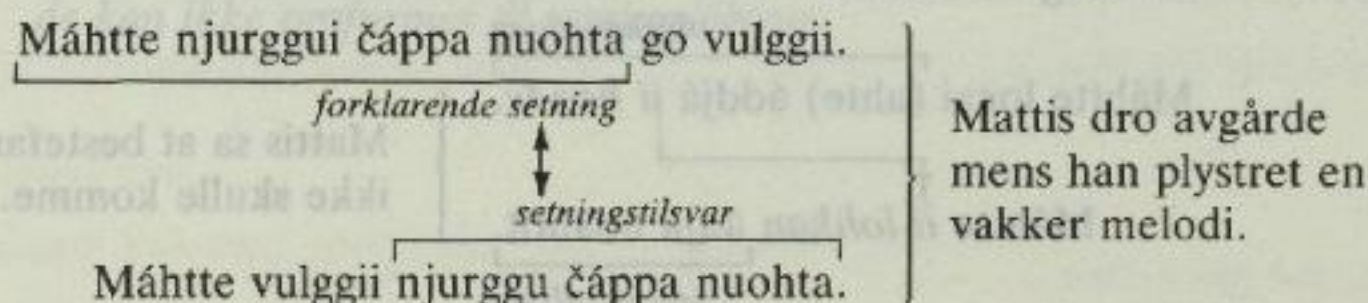 Máhtte njurggui čáppa nuohta go vulggii.
forklarende setning
setningstilsvar
Máhtte vulggii njurggu čáppa nuohta.
Mattis dro avgårde
mens han plystret en
vakker melodi.